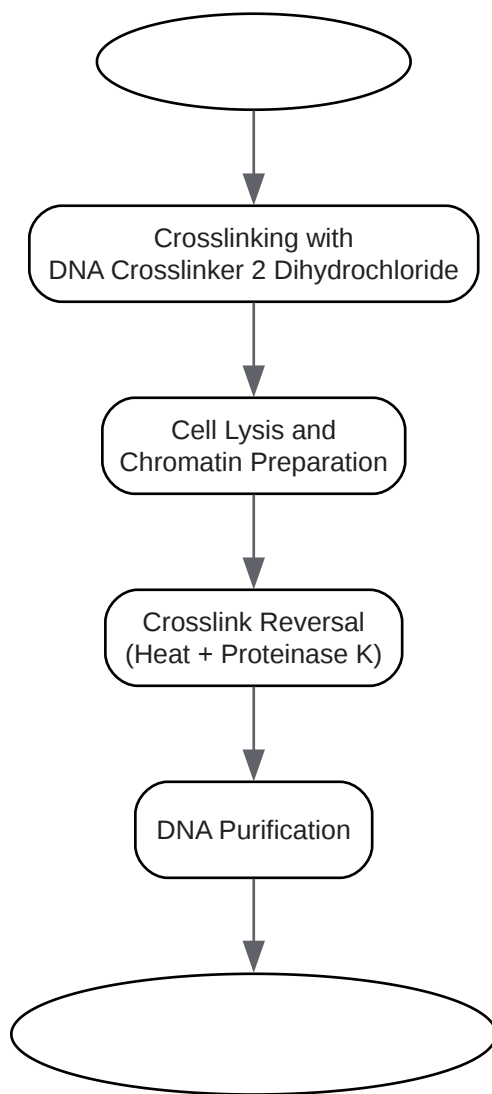 Crosslinking with
DNA Crosslinker 2 Dihydrochloride
Cell Lysis and
Chromatin Preparation
Crosslink Reversal
(Heat + Proteinase K)
DNA Purification